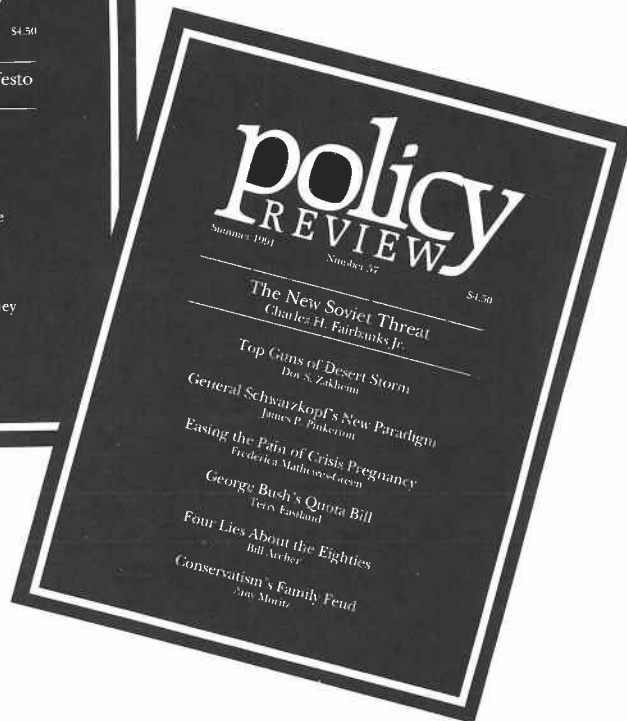 $4.50
festo
e
ey
policy
REVIEW
Summer 1991
Number 57
$4.50
The New Soviet Threat
Charles H. Fairbanks Jr.
Top Guns of Desert Storm
Dov S. Zakheim
General Schwarzkopf's New Paradigm
James P. Pinkerton
Easing the Pain of Crisis Pregnancy
Frederica Mathewes-Green
George Bush's Quota Bill
Terry Eastland
Four Lies About the Eighties
Bill Archer
Conservatism's Family Feud
Amy Moritz